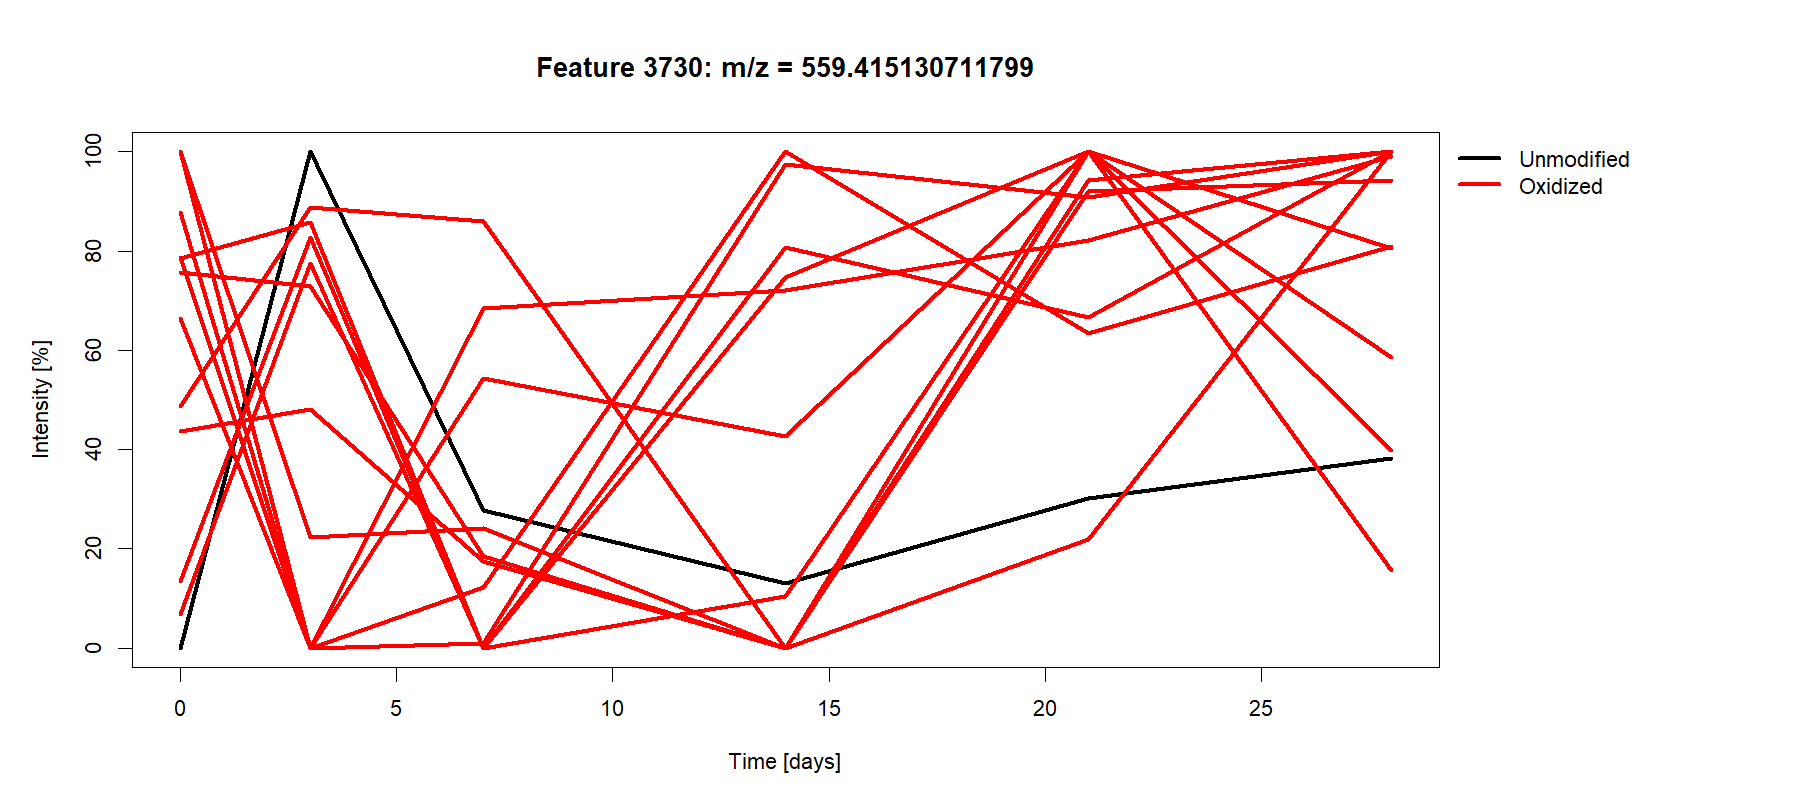 Feature 3730: m/z = 559.415130711799
Unmodified
Oxidized
Intensity [%]
100
80
60
40
20
0
0 5 10 15 20 25
Time [days]